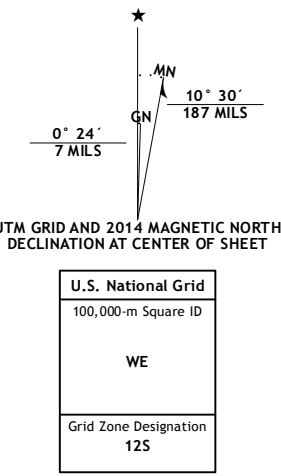 MN
GN
10° 30´
187 MILS
0° 24´
7 MILS
UTM GRID AND 2014 MAGNETIC NORTH
DECLINATION AT CENTER OF SHEET
U.S. National Grid
100,000-m Square ID
WE
Grid Zone Designation
12S